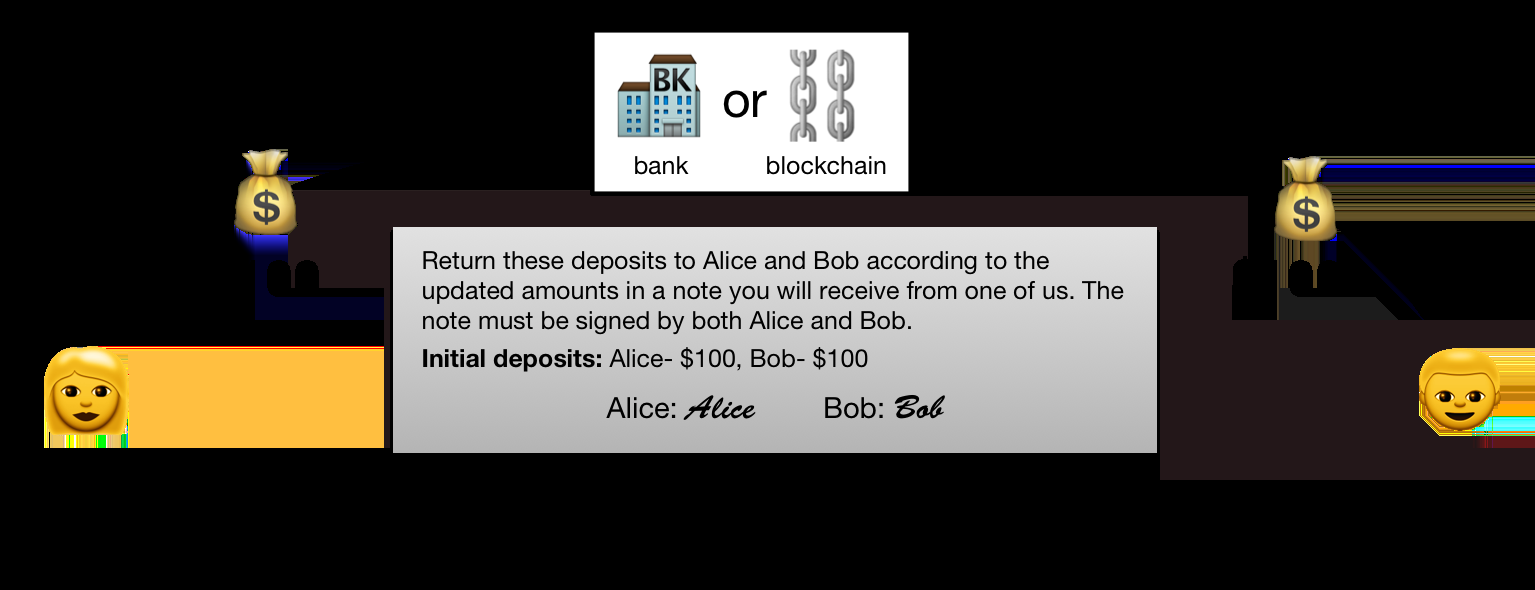 BK
or
bank blockchain
$
$
Return these deposits to Alice and Bob according to the
updated amounts in a note you will receive from one of us. The
note must be signed by both Alice and Bob.
Initial deposits: Alice- $100, Bob- $100
Alice: Alice Bob: Bob